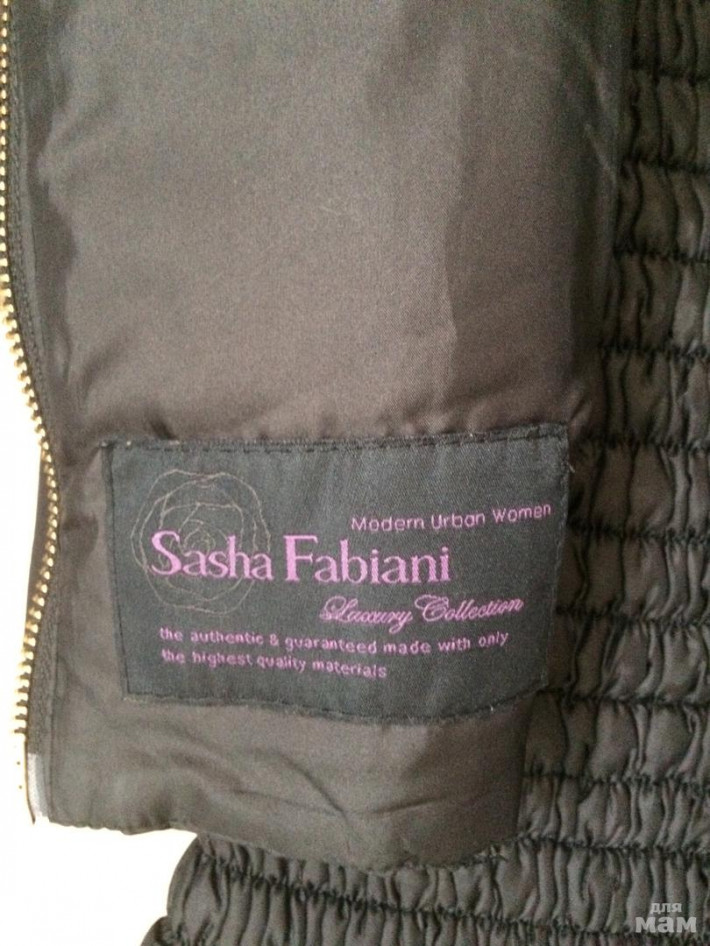 Modern Urban Women
Sasha Fabiani
Luxury Collection
the authentic & guaranteed made with only
the highest quality materials
для
мам